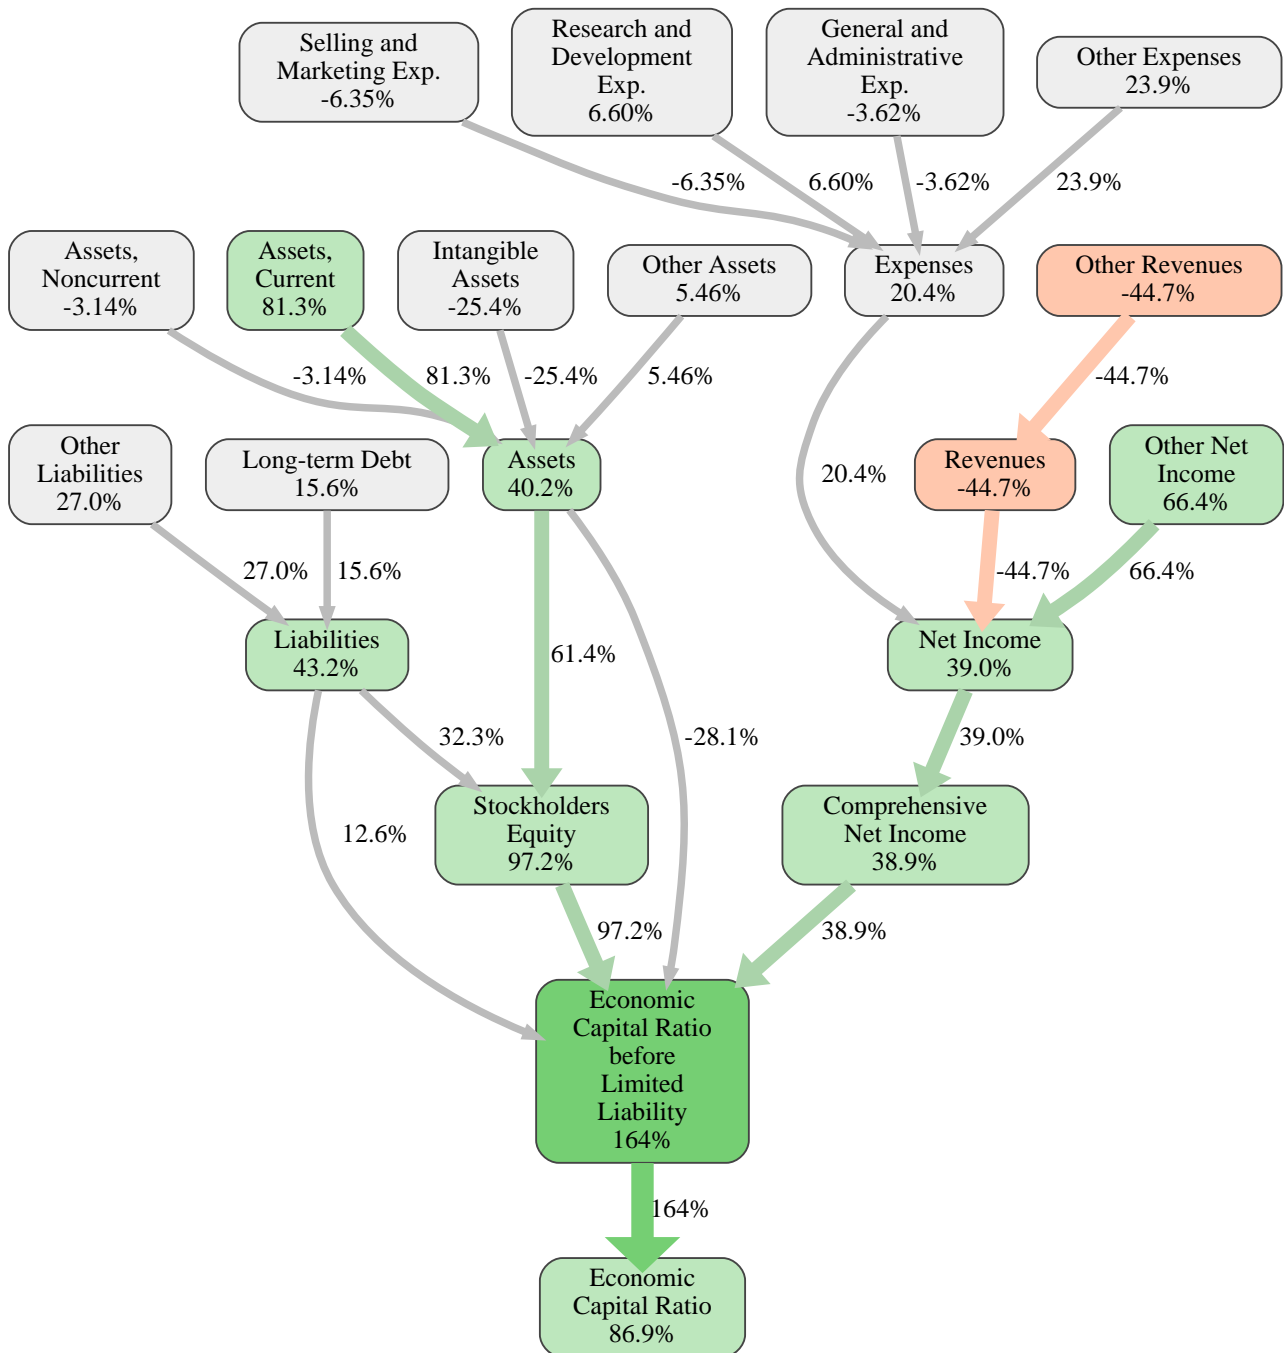 Selling and
Marketing Exp.
-6.35%
Research and
Development
Exp.
6.60%
General and
Administrative
Exp.
-3.62%
Other Expenses
23.9%
-6.35%
6.60%
-3.62%
23.9%
Assets,
Noncurrent
-3.14%
Assets,
Current
81.3%
Intangible
Assets
-25.4%
Other Assets
5.46%
Expenses
20.4%
Other Revenues
-44.7%
-3.14%
81.3%
-25.4%
5.46%
-44.7%
Other
Liabilities
27.0%
Long-term Debt
15.6%
Assets
40.2%
20.4%
Revenues
-44.7%
Other Net
Income
66.4%
27.0%
15.6%
-44.7%
66.4%
Liabilities
43.2%
61.4%
Net Income
39.0%
32.3%
-28.1%
39.0%
12.6%
Stockholders
Equity
97.2%
Comprehensive
Net Income
38.9%
97.2%
38.9%
Economic
Capital Ratio
before
Limited
Liability
164%
164%
Economic
Capital Ratio
86.9%